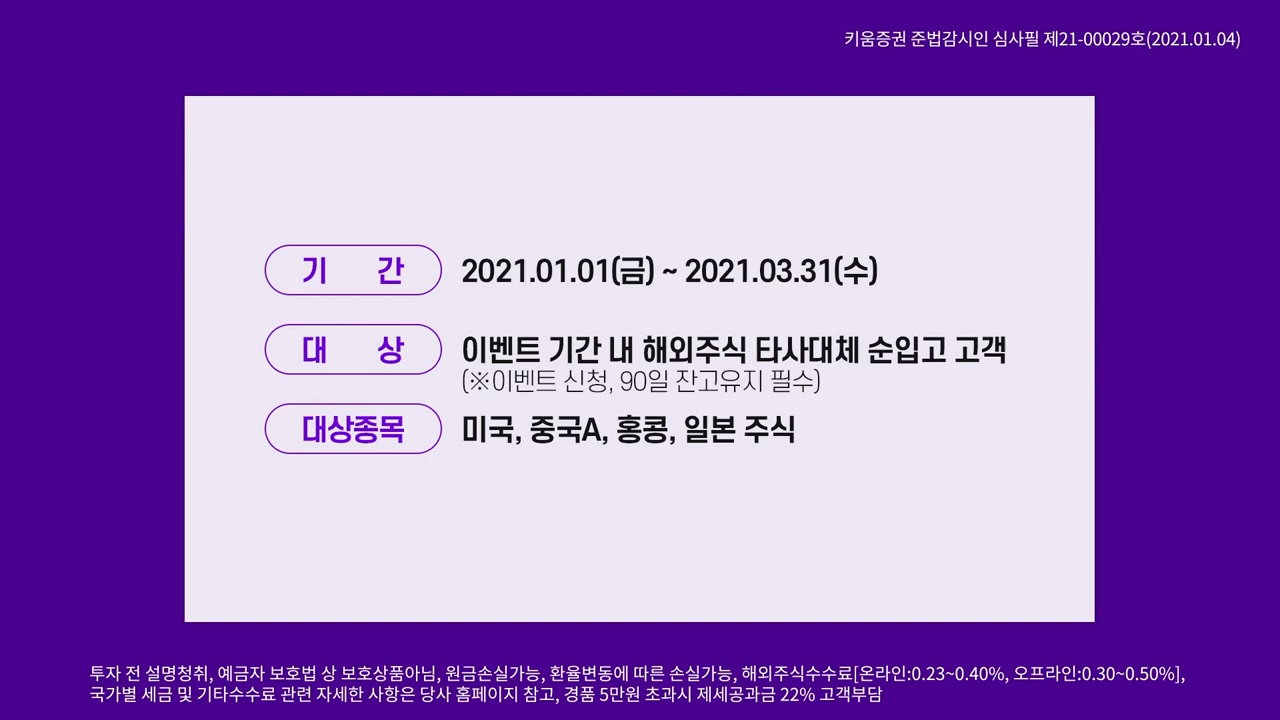 키움증권 준법감시인 심사필 제21-00029호(2021.01.04)
기 간 2021.01.01(금) ~ 2021.03.31(수)
대 상 이벤트 기간 내 해외주식 타사대체 순입고 고객
(※이벤트 신청, 90일 잔고유지 필수)
대상종목 미국, 중국A, 홍콩, 일본 주식
투자 전 설명청취, 예금자 보호법 상 보호상품아님, 원금손실가능, 환율변동에 따른 손실가능, 해외주식수수료[온라인:0.23~0.40%, 오프라인:0.30~0.50%],
국가별 세금 및 기타수수료 관련 자세한 사항은 당사 홈페이지 참고, 경품 5만원 초과시 제세공과금 22% 고객부담